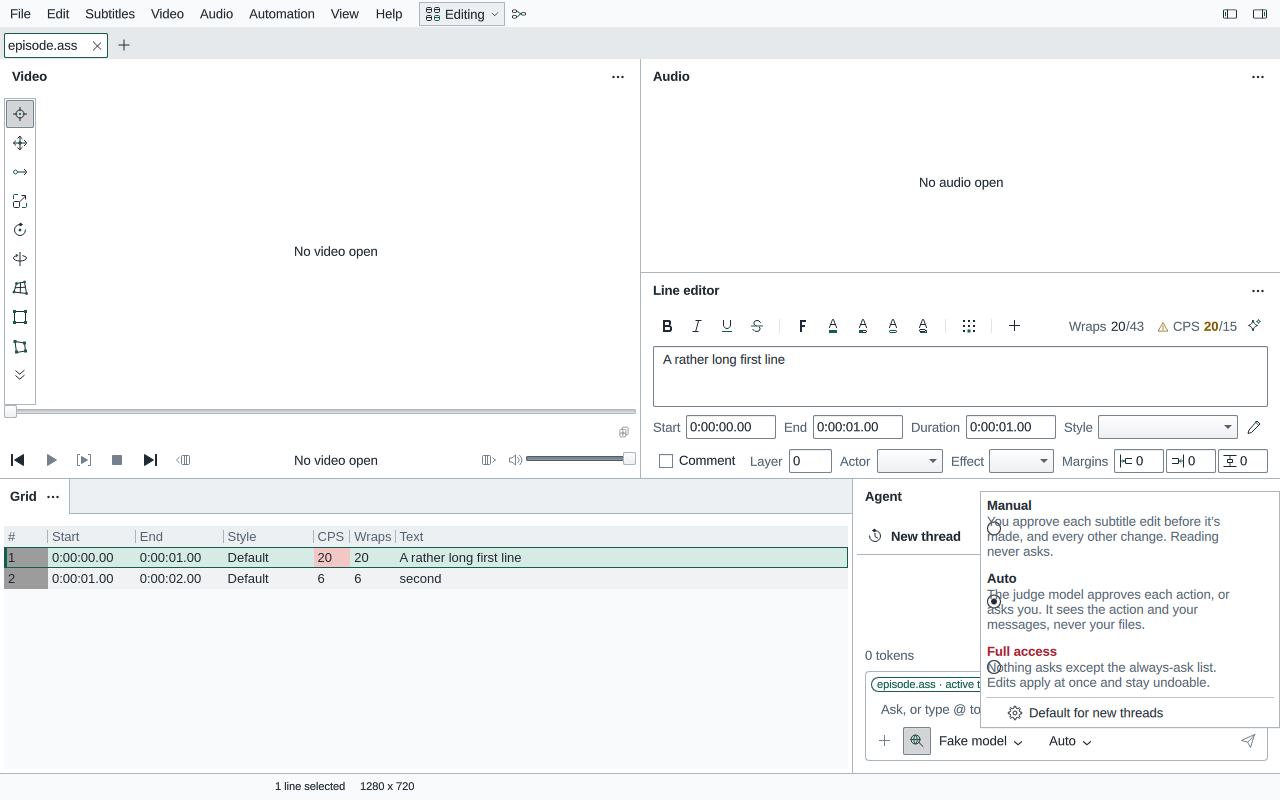 File Edit Subtitles Video Audio Automation View Help Editing
episode.ass
Video
Audio
No video open
No audio open
Line editor
B I U S F A A A A Wraps 20/43 CPS 20/15
A rather long first line
Start 0:00:00.00 End 0:00:01.00 Duration 0:00:01.00 Style
No video open
Comment Layer 0 Actor Effect Margins 0 0 0
Grid
# Start End Style CPS Wraps Text
1 0:00:00.00 0:00:01.00 Default 20 20 A rather long first line
2 0:00:01.00 0:00:02.00 Default 6 6 second
Agent
New thread
Manual
You approve each subtitle edit before it's
made, and every other change. Reading
never asks.
Auto
The judge model approves each action, or
asks you. It sees the action and your
messages, never your files.
Full access
Nothing asks except the always-ask list.
Edits apply at once and stay undoable.
Default for new threads
0 tokens
episode.ass · active
Ask, or type @ to
Fake model Auto
1 line selected 1280 x 720